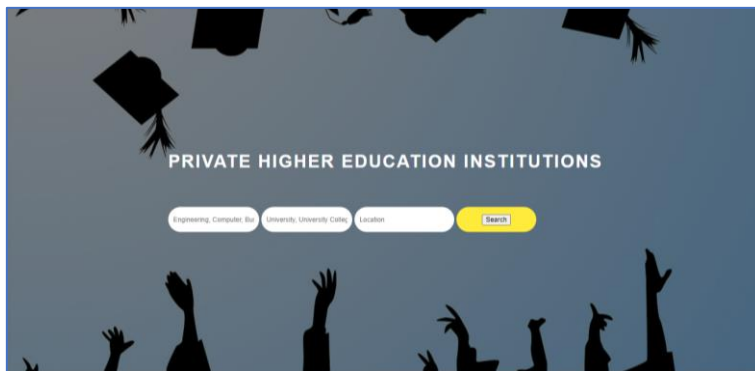 PRIVATE HIGHER EDUCATION INSTITUTIONS
Engineering, Computer, Bu
University, University Colleg
Location
Search